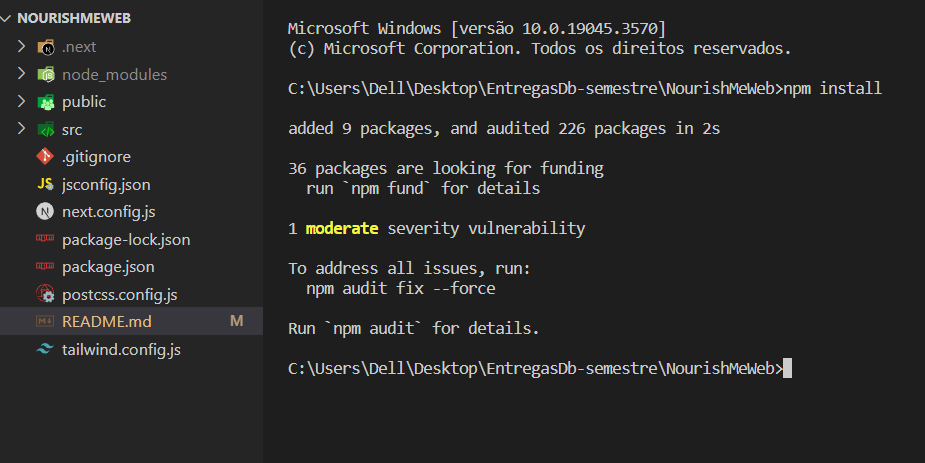 NOURISHMEWEB
.next
node_modules
public
src
.gitignore
jsconfig.json
next.config.js
package-lock.json
package.json
postcss.config.js
README.md M
tailwind.config.js
Microsoft Windows [versão 10.0.19045.3570]
(c) Microsoft Corporation. Todos os direitos reservados.
C:\Users\Dell\Desktop\EntregasDb-semestre\NourishMeWeb>npm install
added 9 packages, and audited 226 packages in 2s
36 packages are looking for funding
run `npm fund` for details
1 moderate severity vulnerability
To address all issues, run:
npm audit fix --force
Run `npm audit` for details.
C:\Users\Dell\Desktop\EntregasDb-semestre\NourishMeWeb>